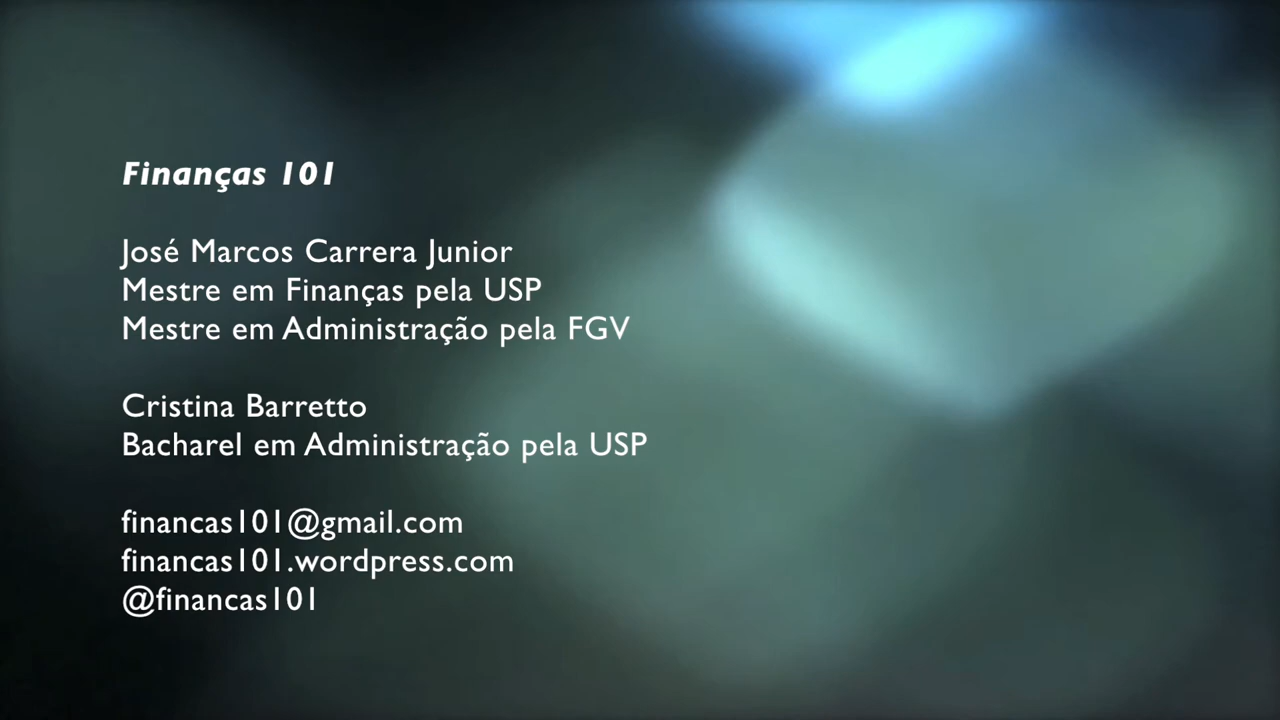 Finanças 101
José Marcos Carrera Junior
Mestre em Finanças pela USP
Mestre em Administração pela FGV
Cristina Barretto
Bacharel em Administração pela USP
financas101@gmail.com
financas101.wordpress.com
@financas101